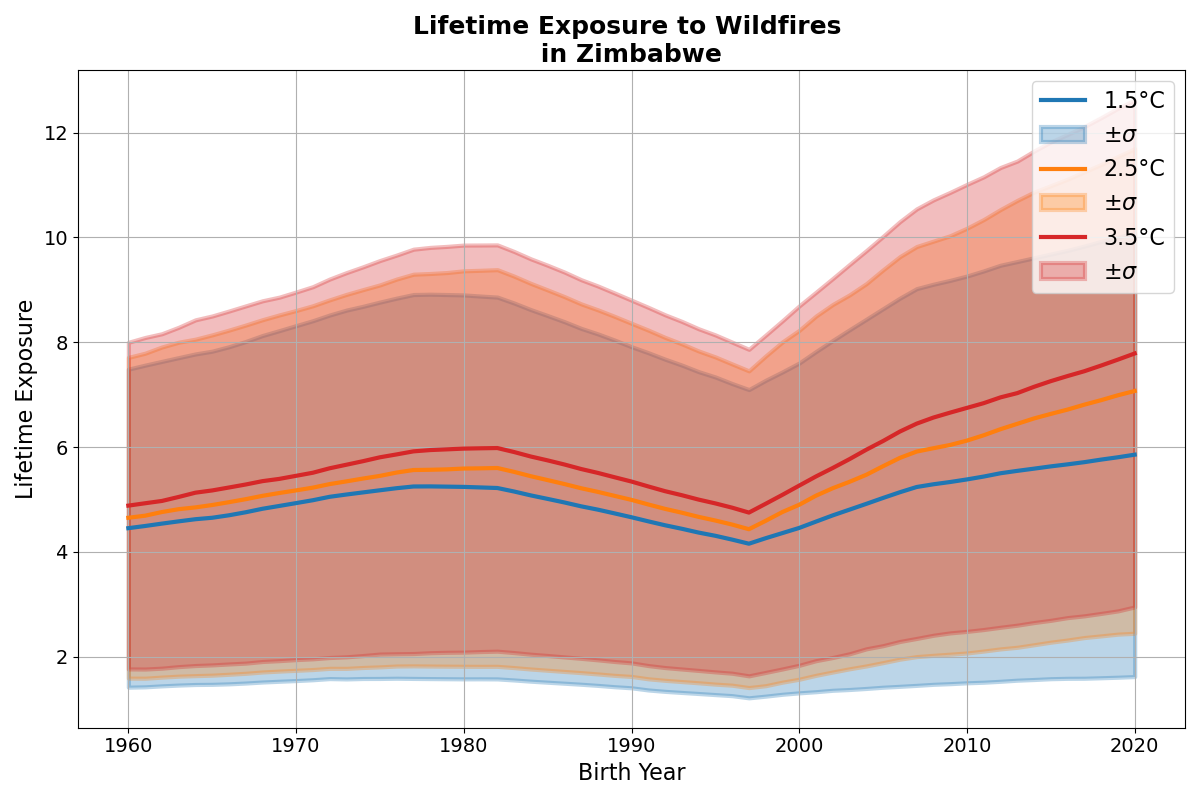 Lifetime Exposure to Wildfires
in Zimbabwe
Lifetime Exposure
12
10
8
6
4
2
1960
1970
1980
1990
2000
2010
2020
Birth Year
1.5°C
±σ
2.5°C
±σ
3.5°C
±σ